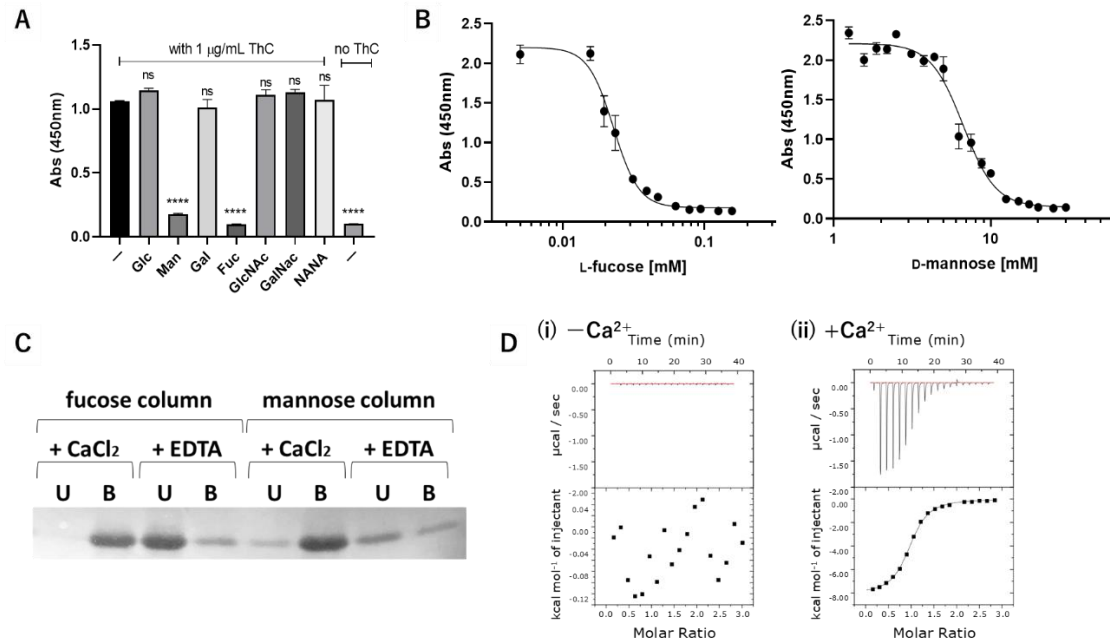 A
with 1 μg/mL ThC
no ThC
Abs (450nm)
1.5
1.0
0.5
0.0
ns
****
ns
****
ns
ns
ns
****
—
Glc
Man
Gal
Fuc
GlcNAc
GalNac
NANA
—
B
Abs (450nm)
2.5
2.0
1.5
1.0
0.5
0.0
0.01
0.1
L-fucose [mM]
Abs (450nm)
2.5
2.0
1.5
1.0
0.5
0.0
1
10
D-mannose [mM]
C
fucose column
mannose column
+ CaCl₂
+ EDTA
+ CaCl₂
+ EDTA
U B U B U B U B
D
(i) —Ca²⁺
Time (min)
0 10 20 30 40
μcal / sec
0.00
-0.50
-1.00
-1.50
kcal mol⁻¹ of injectant
-2.00
0.00
-0.04
-0.08
-0.12
0.0 0.5 1.0 1.5 2.0 2.5 3.0
Molar Ratio
(ii) +Ca²⁺
Time (min)
0 10 20 30 40
μcal / sec
0.00
-0.50
-1.00
-1.50
kcal mol⁻¹ of injectant
-2.00
0.00
-2.00
-4.00
-6.00
-8.00
0.0 0.5 1.0 1.5 2.0 2.5 3.0
Molar Ratio